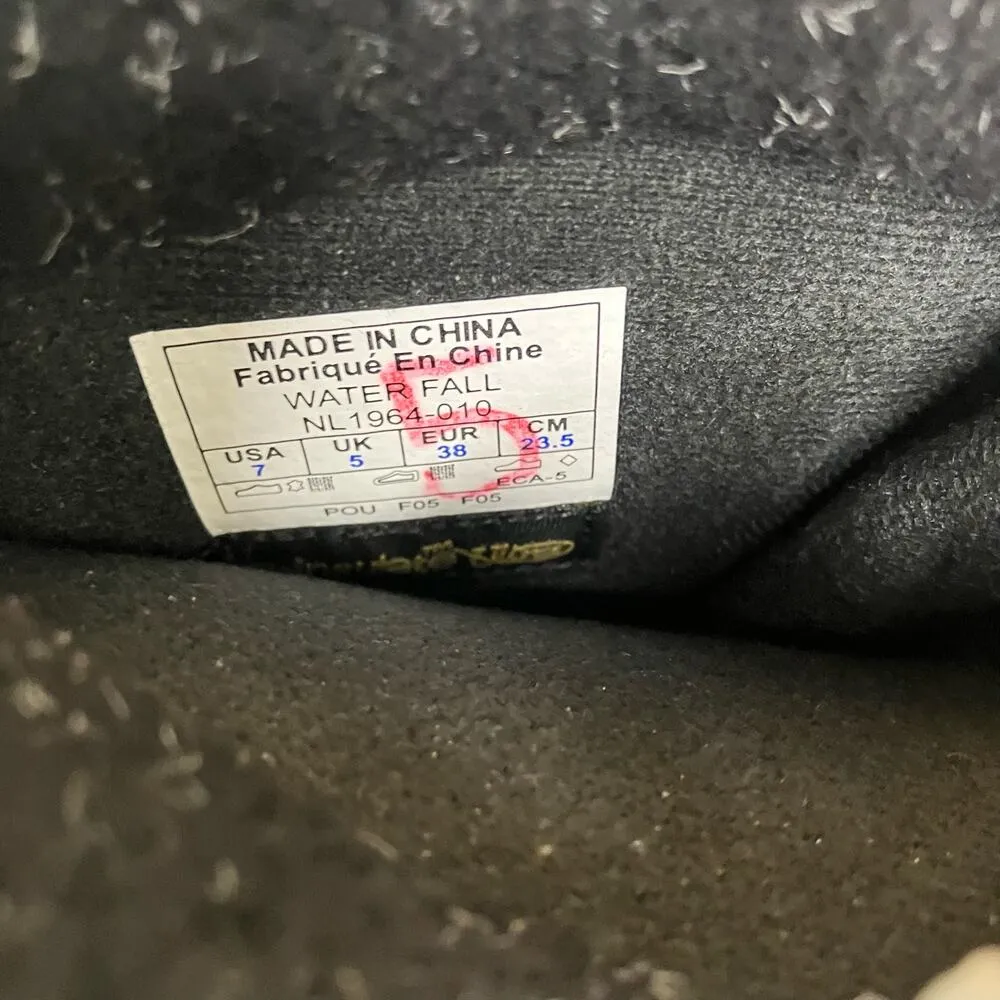 MADE IN CHINA
Fabriqué En Chine
WATER FALL
NL1964-010
USA UK EUR CM
7 5 38 23.5
ECA-5
POU F05 F05
5